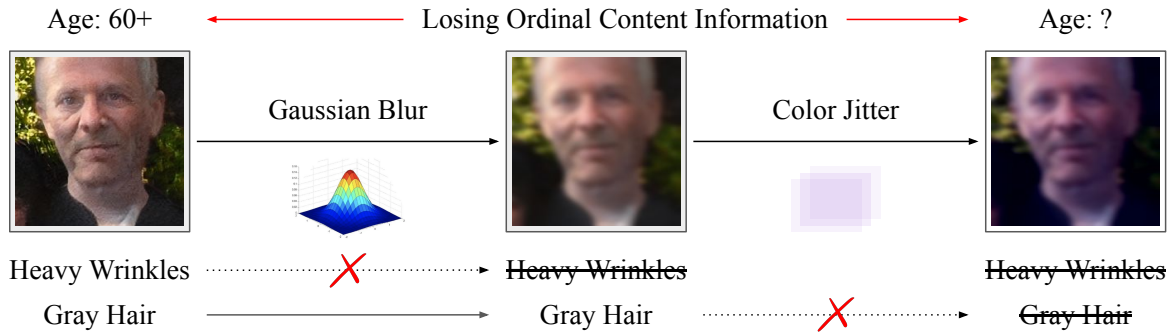 Age: 60+ Losing Ordinal Content Information Age: ?
Gaussian Blur Color Jitter
Heavy Wrinkles Heavy Wrinkles Heavy Wrinkles
Gray Hair Gray Hair Gray Hair